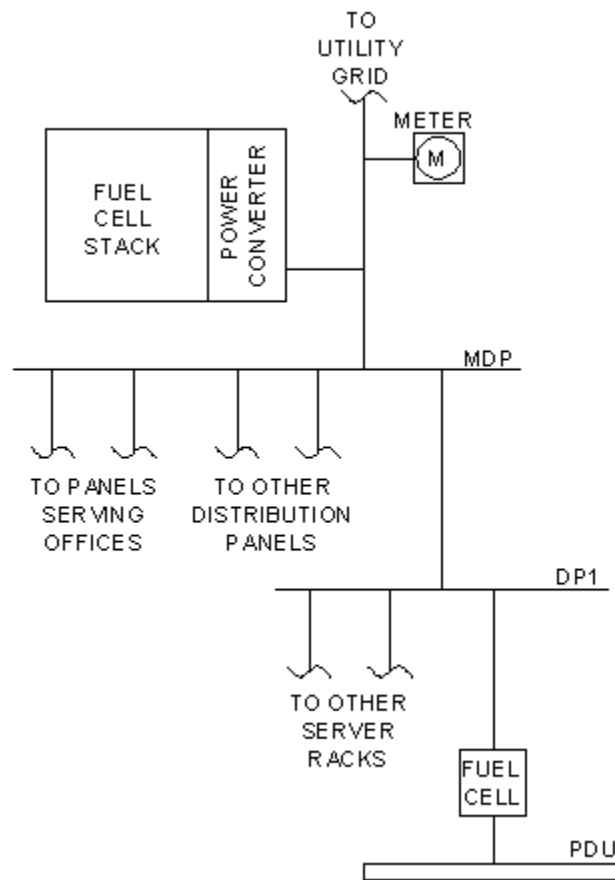 TO
UTILITY
GRID
METER
M
FUEL
CELL
STACK
POWER
CONVERTER
MDP
TO PANELS
SERVING
OFFICES
TO OTHER
DISTRIBUTION
PANELS
DP1
TO OTHER
SERVER
RACKS
FUEL
CELL
PDU